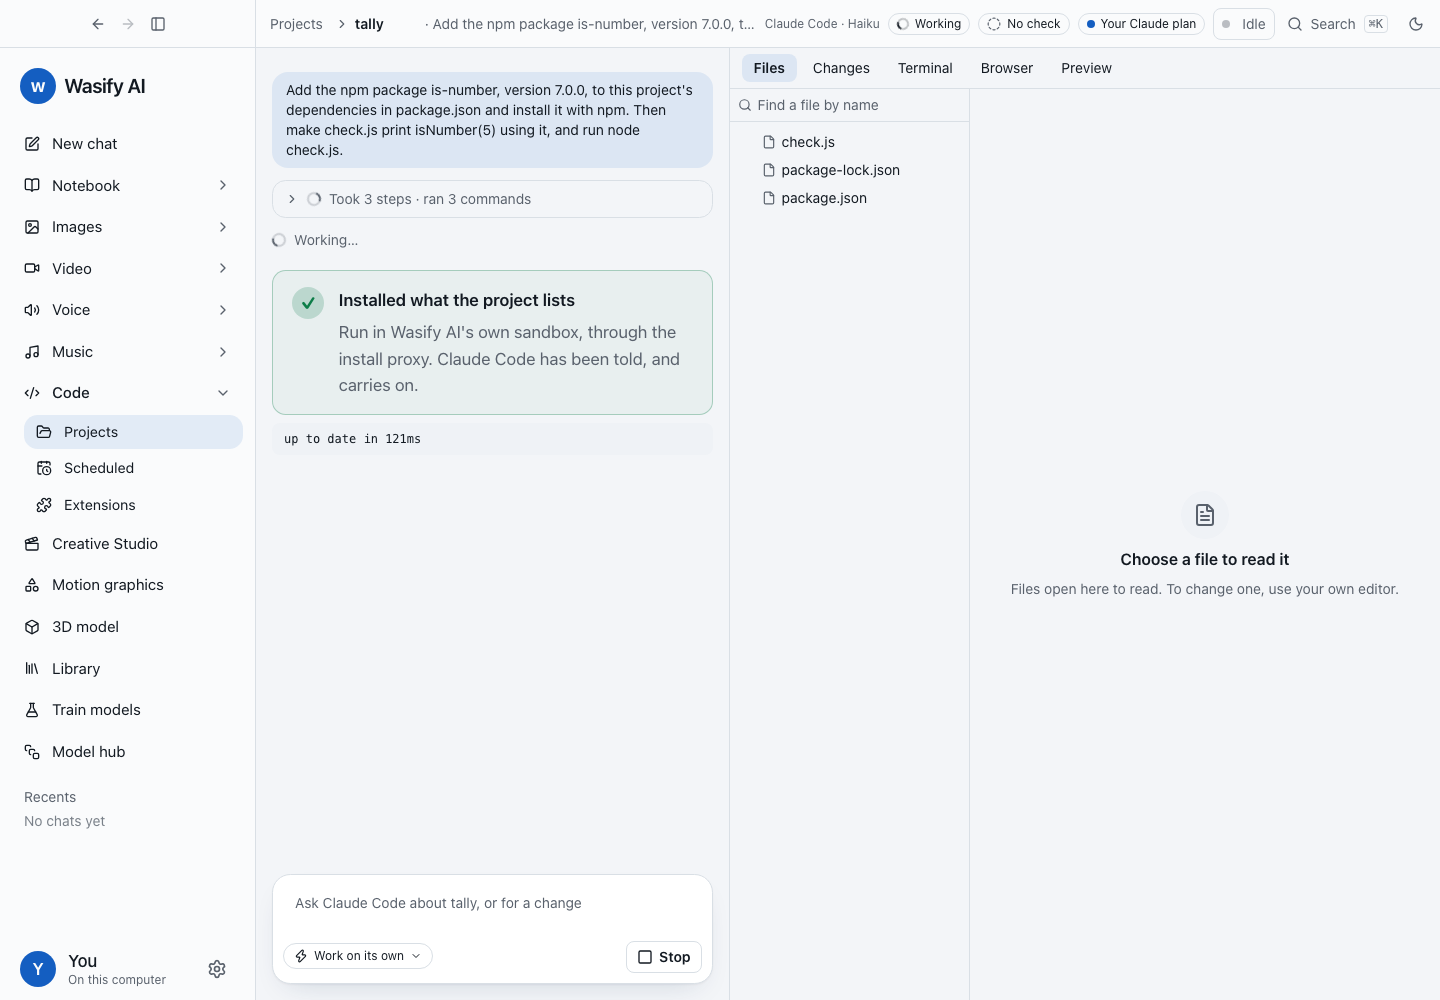 Projects
tally
· Add the npm package is-number, version 7.0.0, t...
Claude Code · Haiku
Working
No check
Your Claude plan
Idle
Search
⌘K
W
Wasify AI
New chat
Notebook
Images
Video
Voice
Music
Code
Projects
Scheduled
Extensions
Creative Studio
Motion graphics
3D model
Library
Train models
Model hub
Recents
No chats yet
Y
You
On this computer
Add the npm package is-number, version 7.0.0, to this project's
dependencies in package.json and install it with npm. Then
make check.js print isNumber(5) using it, and run node
check.js.
Took 3 steps · ran 3 commands
Working...
Installed what the project lists
Run in Wasify AI's own sandbox, through the
install proxy. Claude Code has been told, and
carries on.
up to date in 121ms
Ask Claude Code about tally, or for a change
Work on its own
Stop
Files
Changes
Terminal
Browser
Preview
Find a file by name
check.js
package-lock.json
package.json
Choose a file to read it
Files open here to read. To change one, use your own editor.